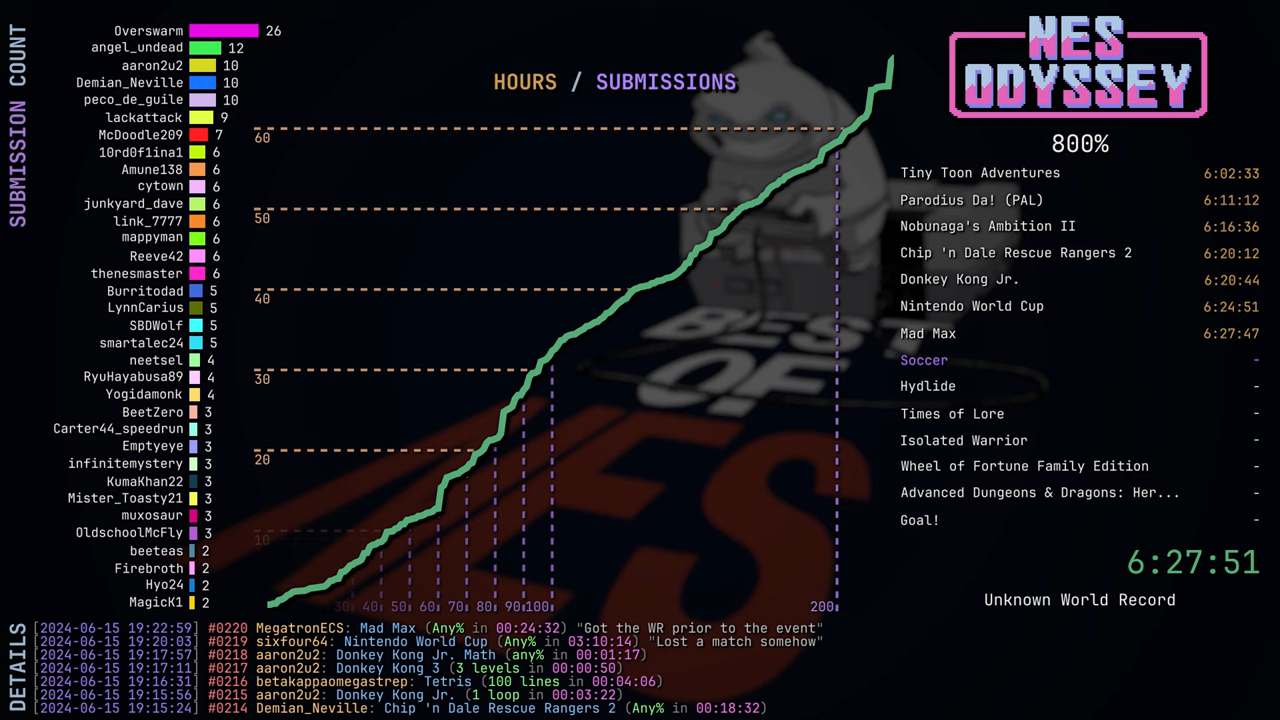 SUBMISSION COUNT
Overswarm 26
angel_undead 12
aaron2u2 10
Demian_Neville 10
peco_de_guile 10
lackattack 9
McDoodle209 7
10rd0f1ina1 6
Amune138 6
cytown 6
junkyard_dave 6
link_7777 6
mappyman 6
Reeve42 6
thenesmaster 6
Burritodad 5
LynnCarius 5
SBDWolf 5
smartalec24 5
neetsel 4
RyuHayabusa89 4
Yogidamonk 4
BeetZero 3
Carter44_speedrun 3
Emptyeye 3
infinitemystery 3
KumaKhan22 3
Mister_Toasty21 3
muxosaur 3
OldschoolMcFly 3
beeteas 2
Firebroth 2
Hyo24 2
MagicK1 2
HOURS / SUBMISSIONS
60
50
40
30
20
10
30 40 50 60 70 80 90 100 200
BEST
OF
NES
NES
ODYSSEY
800%
Tiny Toon Adventures 6:02:33
Parodius Da! (PAL) 6:11:12
Nobunaga's Ambition II 6:16:36
Chip 'n Dale Rescue Rangers 2 6:20:12
Donkey Kong Jr. 6:20:44
Nintendo World Cup 6:24:51
Mad Max 6:27:47
Soccer -
Hydlide -
Times of Lore -
Isolated Warrior -
Wheel of Fortune Family Edition -
Advanced Dungeons & Dragons: Her... -
Goal! -
6:27:51
Unknown World Record
DETAILS
[2024-06-15 19:22:59] #0220 MegatronECS: Mad Max (Any% in 00:24:32) "Got the WR prior to the event"
[2024-06-15 19:20:03] #0219 sixfour64: Nintendo World Cup (Any% in 03:10:14) "Lost a match somehow"
[2024-06-15 19:17:57] #0218 aaron2u2: Donkey Kong Jr. Math (any% in 00:01:17)
[2024-06-15 19:17:11] #0217 aaron2u2: Donkey Kong 3 (3 levels in 00:00:50)
[2024-06-15 19:16:31] #0216 betakappaomegastrep: Tetris (100 lines in 00:04:06)
[2024-06-15 19:15:56] #0215 aaron2u2: Donkey Kong Jr. (1 loop in 00:03:22)
[2024-06-15 19:15:24] #0214 Demian_Neville: Chip 'n Dale Rescue Rangers 2 (Any% in 00:18:32)